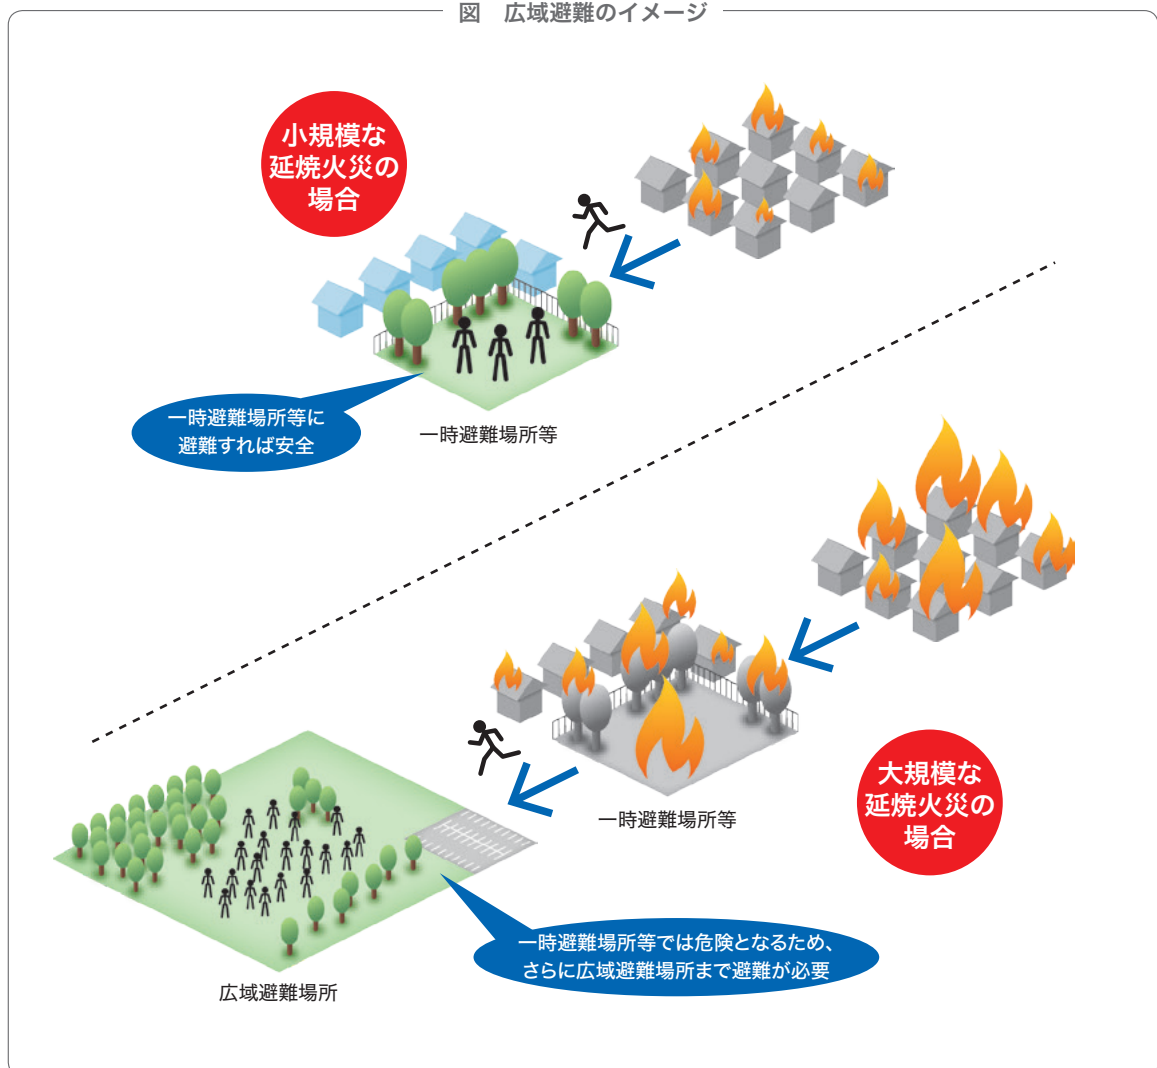 図　広域避難のイメージ
小規模な
延焼火災の
場合
一時避難場所等に
避難すれば安全
一時避難場所等
一時避難場所等
大規模な
延焼火災の
場合
一時避難場所等では危険となるため、
さらに広域避難場所まで避難が必要
広域避難場所